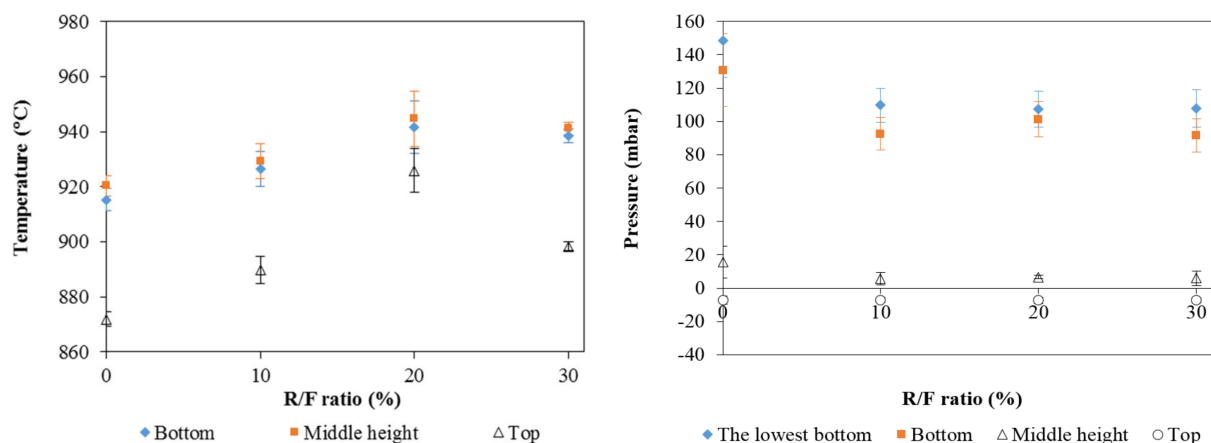 980
960
940
920
900
880
860
Temperature (°C)
0 10 20 30
R/F ratio (%)
Bottom Middle height Top
160
140
120
100
80
60
40
20
0
-20
-40
Pressure (mbar)
0 10 20 30
R/F ratio (%)
The lowest bottom Bottom Middle height Top